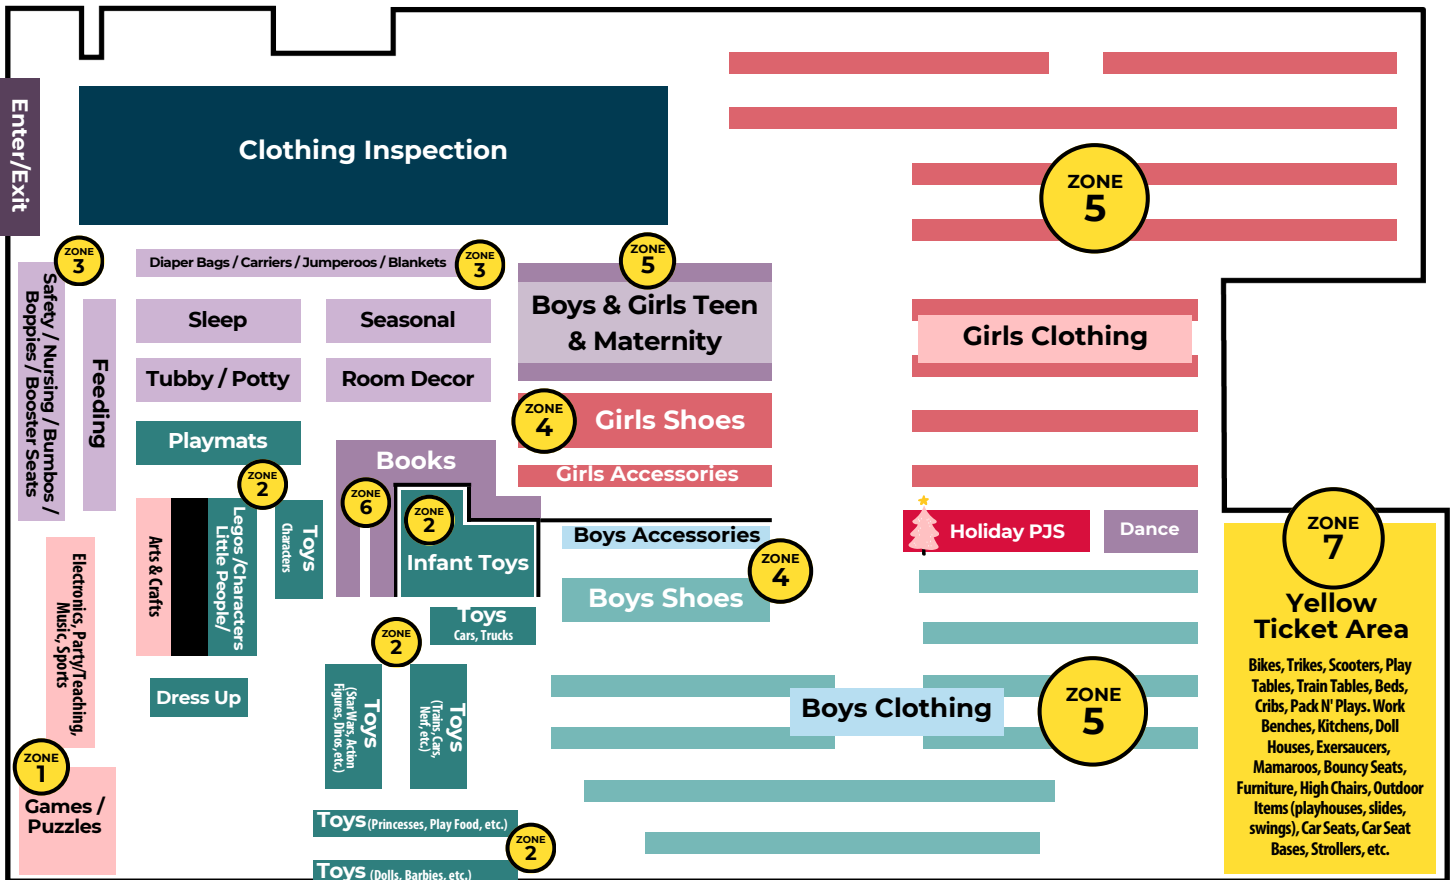 Enter/Exit
Clothing Inspection
ZONE
5
ZONE
3
Diaper Bags / Carriers / Jumperoos / Blankets
ZONE
3
ZONE
5
Safety / Nursing / Bumbos /
Boppies / Booster Seats
Feeding
Sleep
Seasonal
Boys & Girls Teen
& Maternity
Girls Clothing
Tubby / Potty
Room Decor
ZONE
4
Girls Shoes
Playmats
Books
Girls Accessories
ZONE
2
ZONE
6
ZONE
2
Infant Toys
Arts & Crafts
Legos /Characters
Little People/
Toys
Characters
Boys Accessories
ZONE
4
Boys Shoes
Holiday PJS
Dance
ZONE
7
Yellow
Ticket Area
Bikes, Trikes, Scooters, Play
Tables, Train Tables, Beds,
Cribs, Pack N' Plays. Work
Benches, Kitchens, Doll
Houses, Exersaucers,
Mamaroos, Bouncy Seats,
Furniture, High Chairs, Outdoor
Items (playhouses, slides,
swings), Car Seats, Car Seat
Bases, Strollers, etc.
Electronics, Party/Teaching,
Music, Sports
Toys
Cars, Trucks
ZONE
2
Dress Up
Toys
(Star Wars, Action
Figures, Dinos, etc.)
Toys
(Trains, Cars,
Nerf, etc.)
Boys Clothing
ZONE
5
ZONE
1
Games /
Puzzles
Toys (Princesses, Play Food, etc.)
ZONE
2
Toys (Dolls, Barbies, etc.)